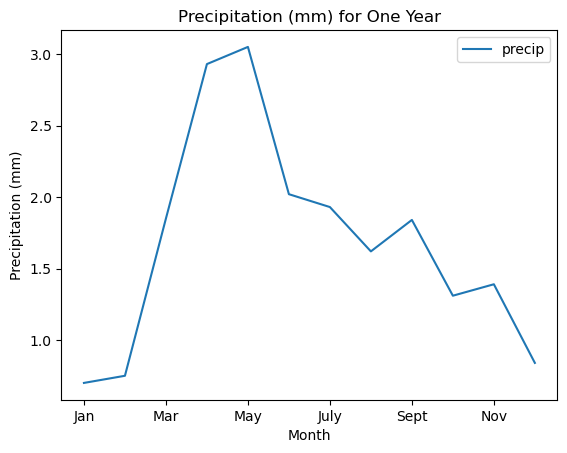 Precipitation (mm) for One Year
precip
3.0
2.5
2.0
1.5
1.0
Precipitation (mm)
Jan Mar May July Sept Nov
Month